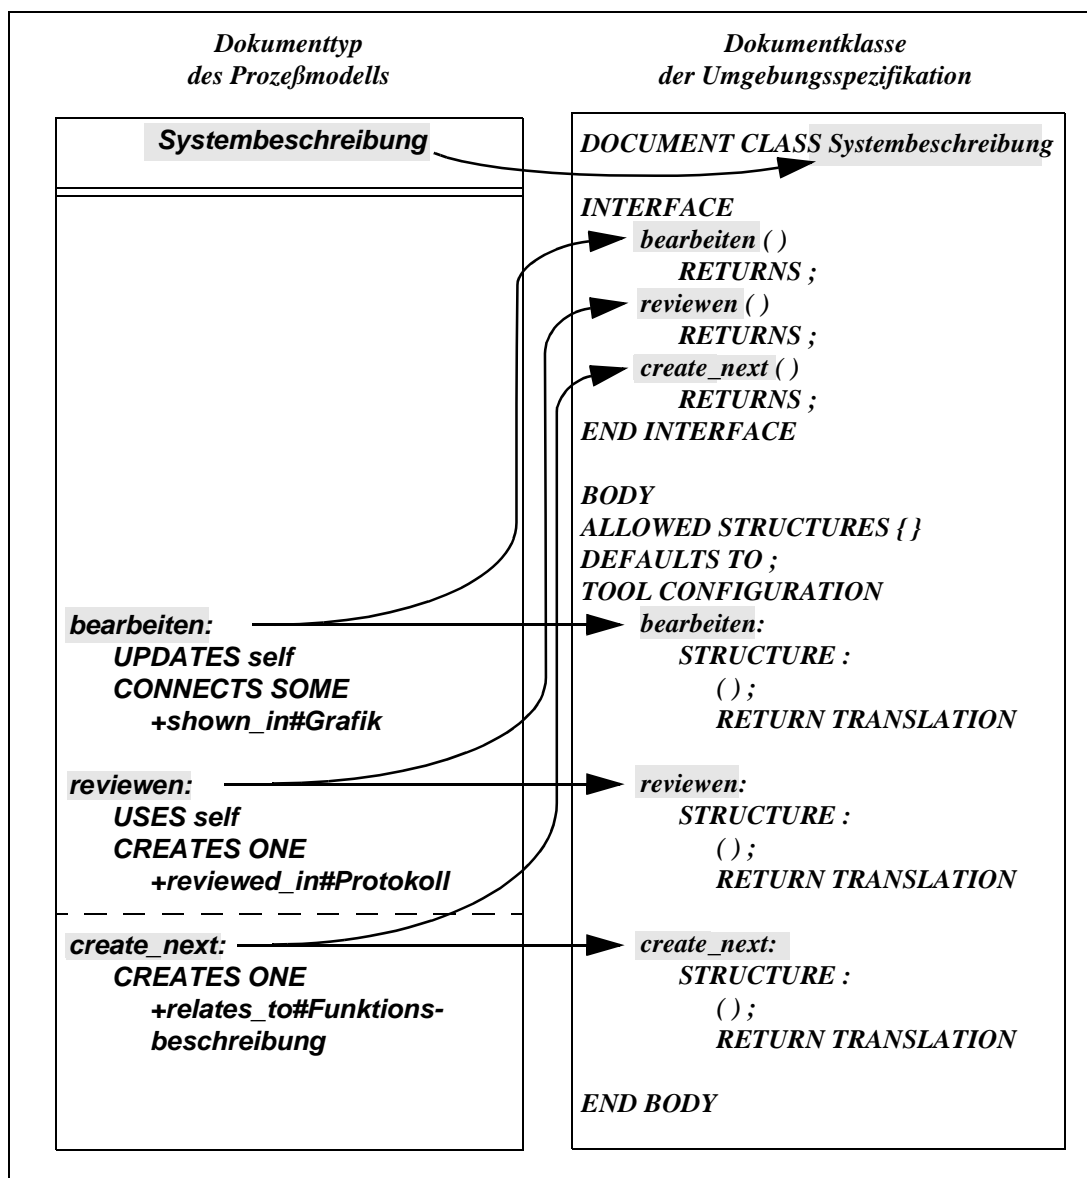 Dokumenttyp
des Prozeßmodells
Systembeschreibung
bearbeiten:
UPDATES self
CONNECTS SOME
+shown_in#Grafik
reviewen:
USES self
CREATES ONE
+reviewed_in#Protokoll
create_next:
CREATES ONE
+relates_to#Funktions-
beschreibung
Dokumentklasse
der Umgebungsspezifikation
DOCUMENT CLASS Systembeschreibung
INTERFACE
bearbeiten ( )
RETURNS ;
reviewen ( )
RETURNS ;
create_next ( )
RETURNS ;
END INTERFACE
BODY
ALLOWED STRUCTURES { }
DEFAULTS TO ;
TOOL CONFIGURATION
bearbeiten:
STRUCTURE :
( ) ;
RETURN TRANSLATION
reviewen:
STRUCTURE :
( ) ;
RETURN TRANSLATION
create_next:
STRUCTURE :
( ) ;
RETURN TRANSLATION
END BODY